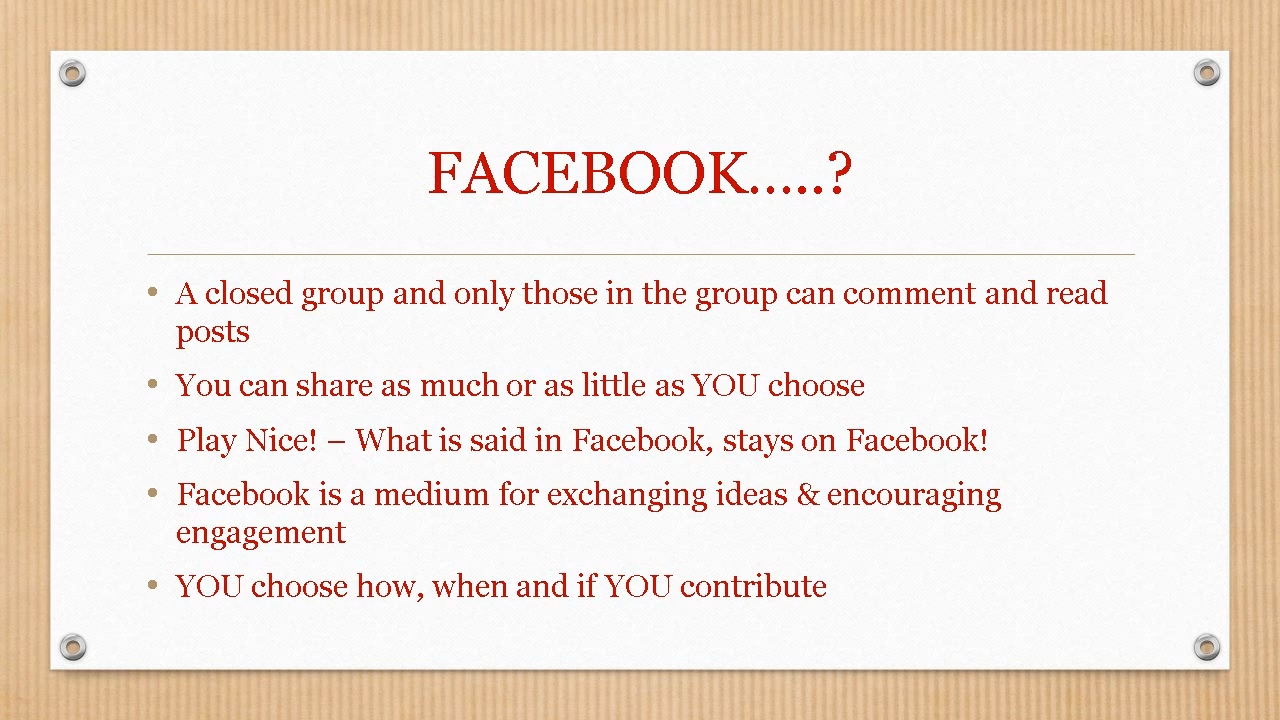 FACEBOOK.....?
• A closed group and only those in the group can comment and read
posts
• You can share as much or as little as YOU choose
• Play Nice! – What is said in Facebook, stays on Facebook!
• Facebook is a medium for exchanging ideas & encouraging
engagement
• YOU choose how, when and if YOU contribute